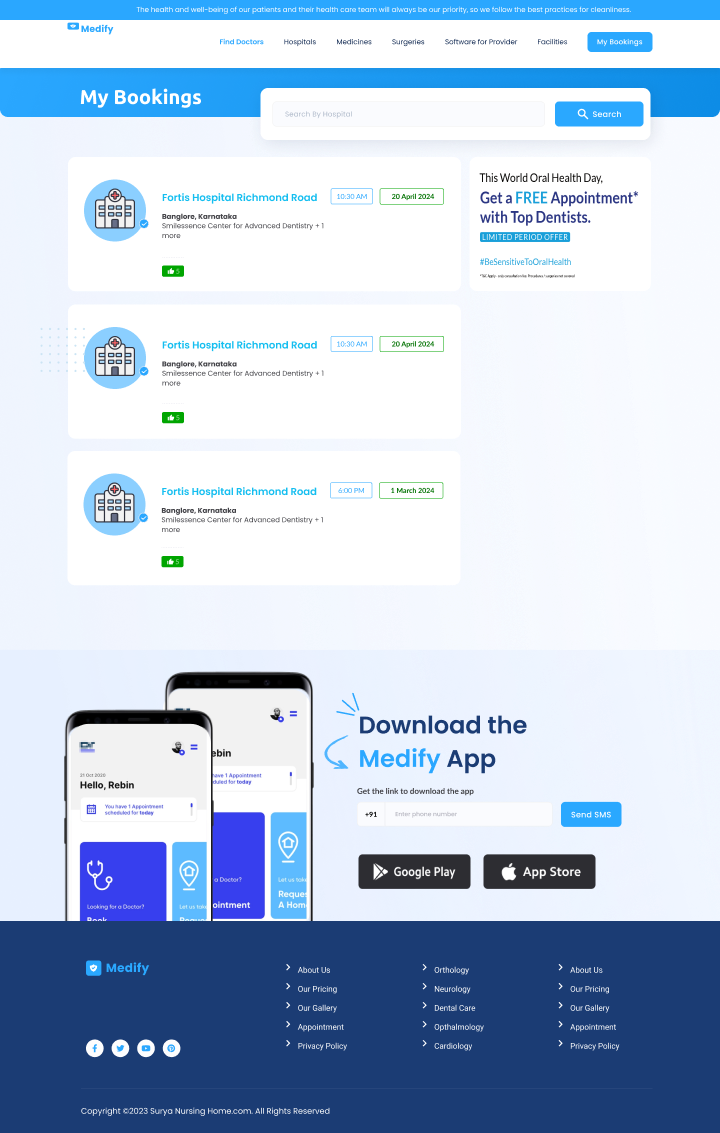 The health and well-being of our patients and their health care team will always be our priority, so we follow the best practices for cleanliness.
Medify
Find Doctors Hospitals Medicines Surgeries Software for Provider Facilities My Bookings
My Bookings
Search By Hospital Search
Fortis Hospital Richmond Road 10:30 AM 20 April 2024
Banglore, Karnataka
Smilessence Center for Advanced Dentistry + 1
more
5
This World Oral Health Day,
Get a FREE Appointment*
with Top Dentists.
LIMITED PERIOD OFFER
#BeSensitiveToOralHealth
Fortis Hospital Richmond Road 10:30 AM 20 April 2024
Banglore, Karnataka
Smilessence Center for Advanced Dentistry + 1
more
5
Fortis Hospital Richmond Road 6:00 PM 1 March 2024
Banglore, Karnataka
Smilessence Center for Advanced Dentistry + 1
more
5
ebin
1 Appointment
duled for today
a Doctor?
Let us take
ointment
Reques
A Home
21 Oct 2020
Hello, Rebin
You have 1 Appointment
scheduled for today
Looking for a Doctor?
Let us take
Book
Reques
Download the
Medify App
Get the link to download the app
+91 Enter phone number Send SMS
Google Play App Store
Medify
About Us
Our Pricing
Our Gallery
Appointment
Privacy Policy
Orthology
Neurology
Dental Care
Opthalmology
Cardiology
About Us
Our Pricing
Our Gallery
Appointment
Privacy Policy
Copyright ©2023 Surya Nursing Home.com. All Rights Reserved